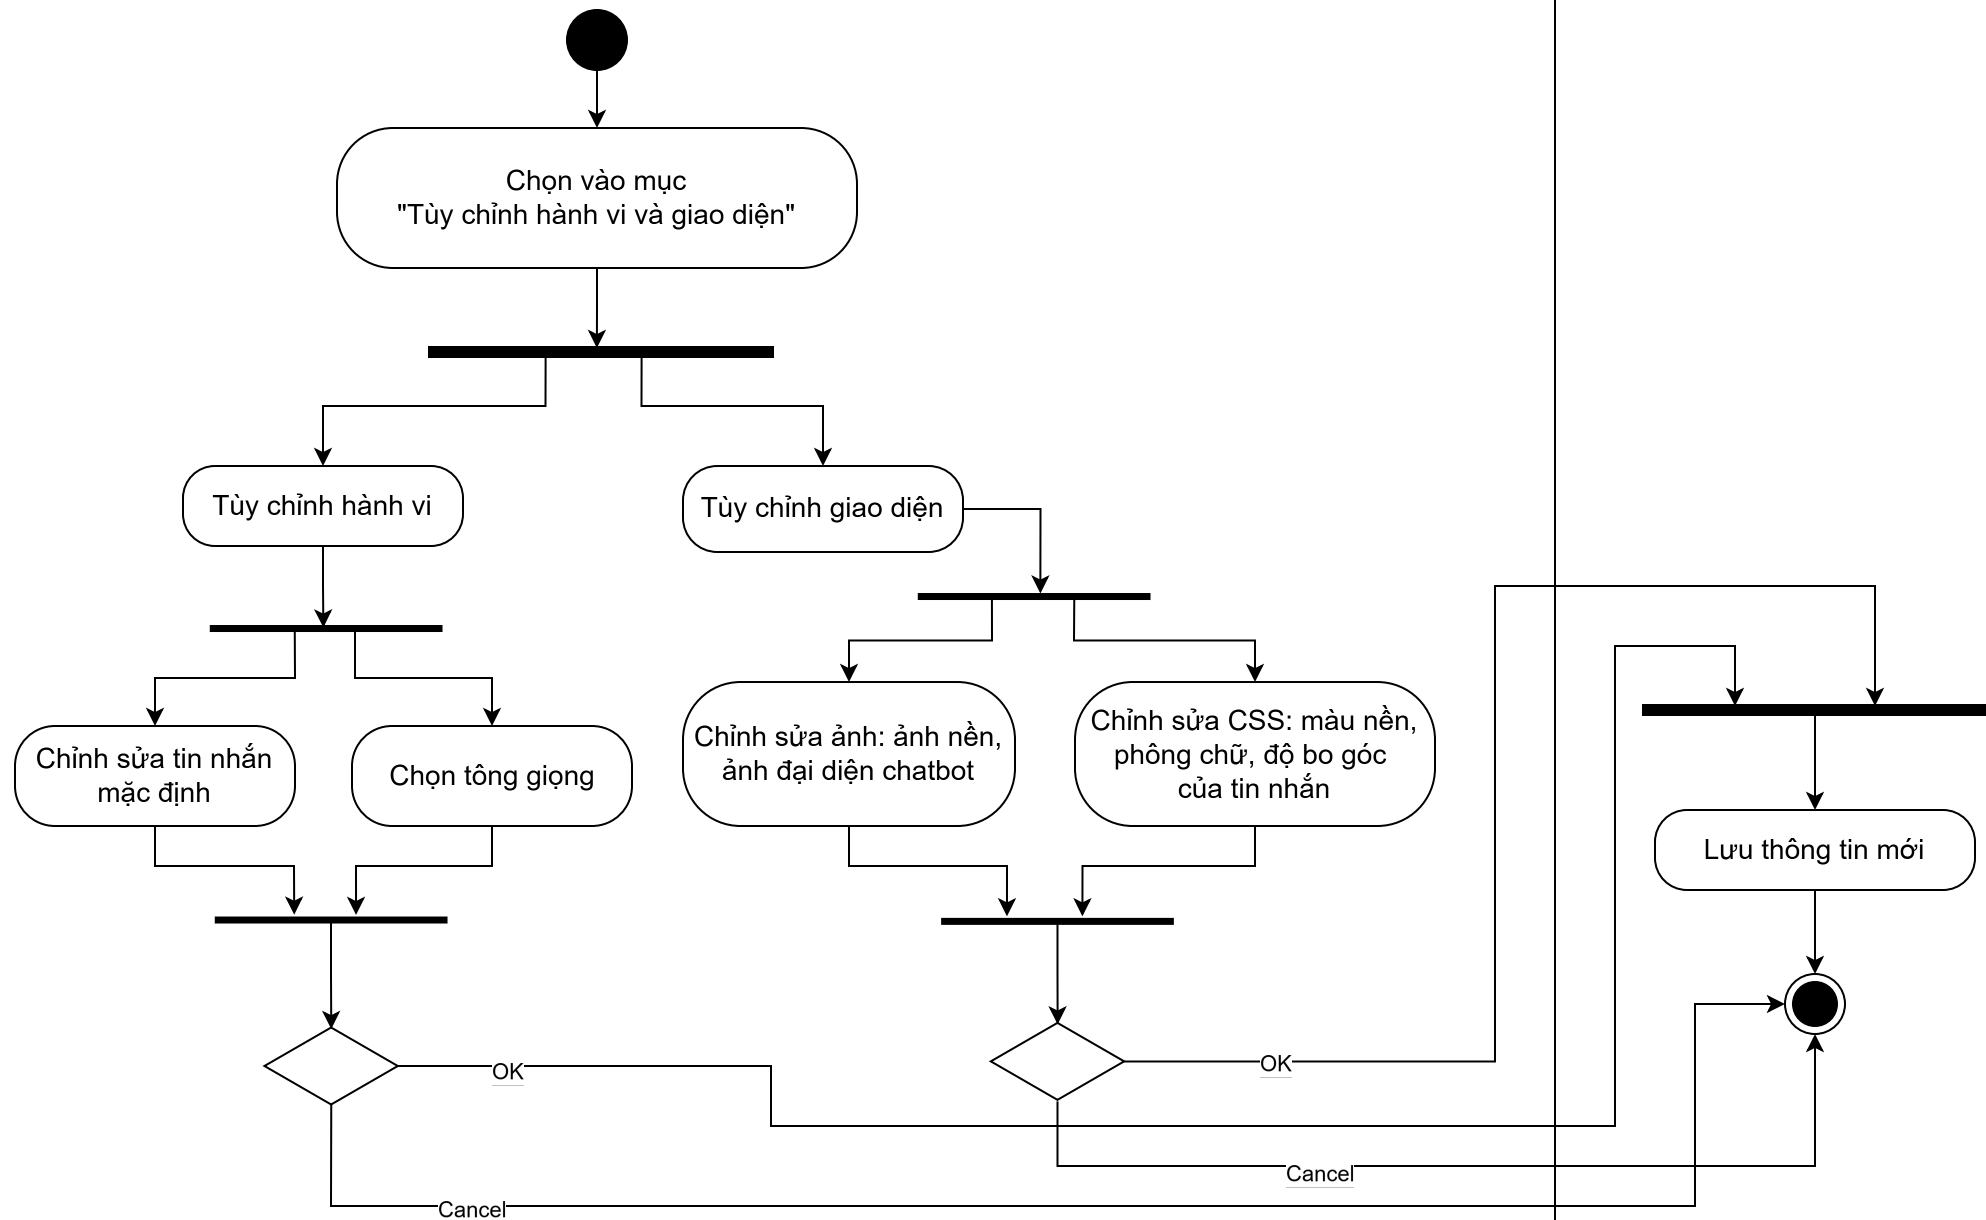 Chọn vào mục
"Tùy chỉnh hành vi và giao diện"
Tùy chỉnh hành vi
Tùy chỉnh giao diện
Chỉnh sửa tin nhắn
mặc định
Chọn tông giọng
Chỉnh sửa ảnh: ảnh nền,
ảnh đại diện chatbot
Chỉnh sửa CSS: màu nền,
phông chữ, độ bo góc
của tin nhắn
Lưu thông tin mới
OK
OK
Cancel
Cancel